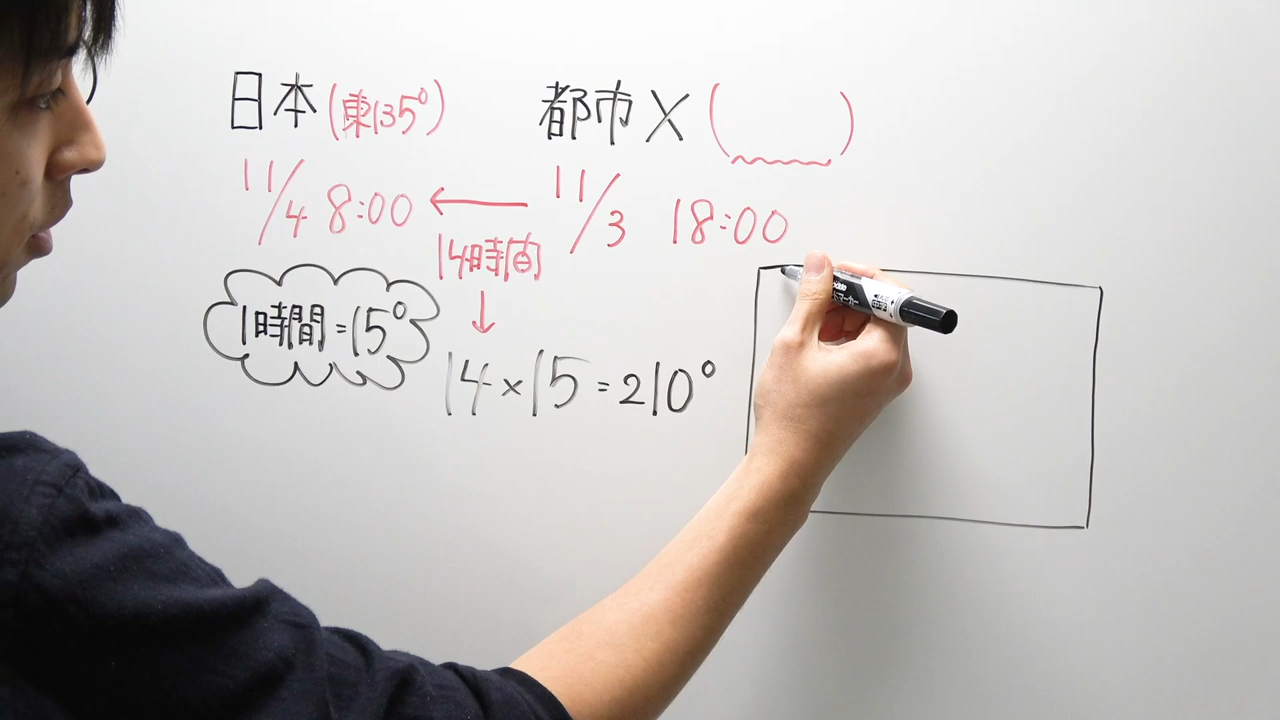 日本(東135°) 都市X( )
11/4 8:00 ← 11/3 18:00
14時間
↓
1時間=15°
14×15=210°